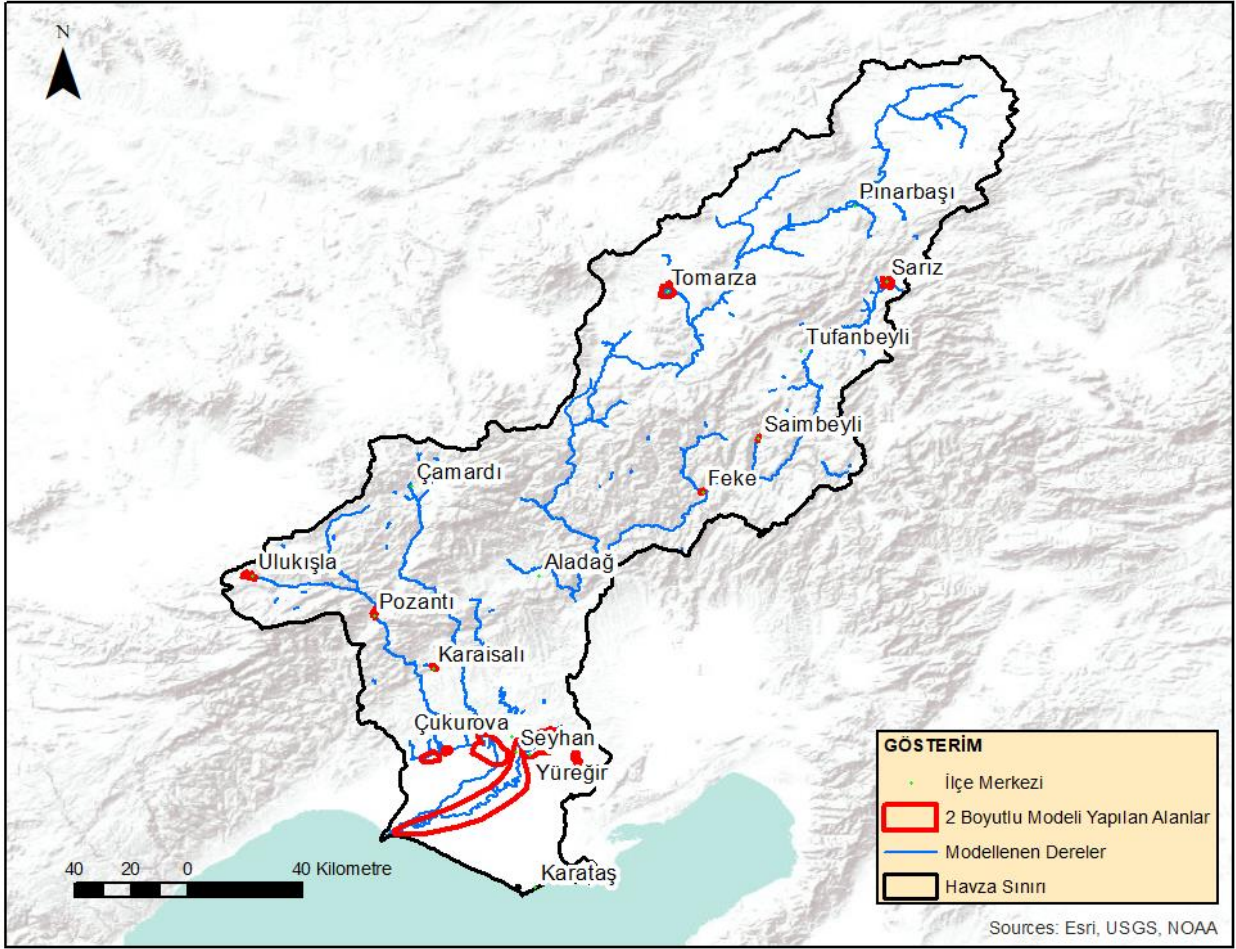 N
Pınarbaşı
Sarız
Tomarza
Tufanbeyli
Saimbeyli
Feke
Çamardı
Ulukışla
Aladağ
Pozantı
Karaisalı
Çukurova
Seyhan
Yüreğir
Karataş
40 20 0 40 Kilometre
GÖSTERİM
İlçe Merkezi
2 Boyutlu Modeli Yapılan Alanlar
Modellenen Dereler
Havza Sınırı
Sources: Esri, USGS, NOAA